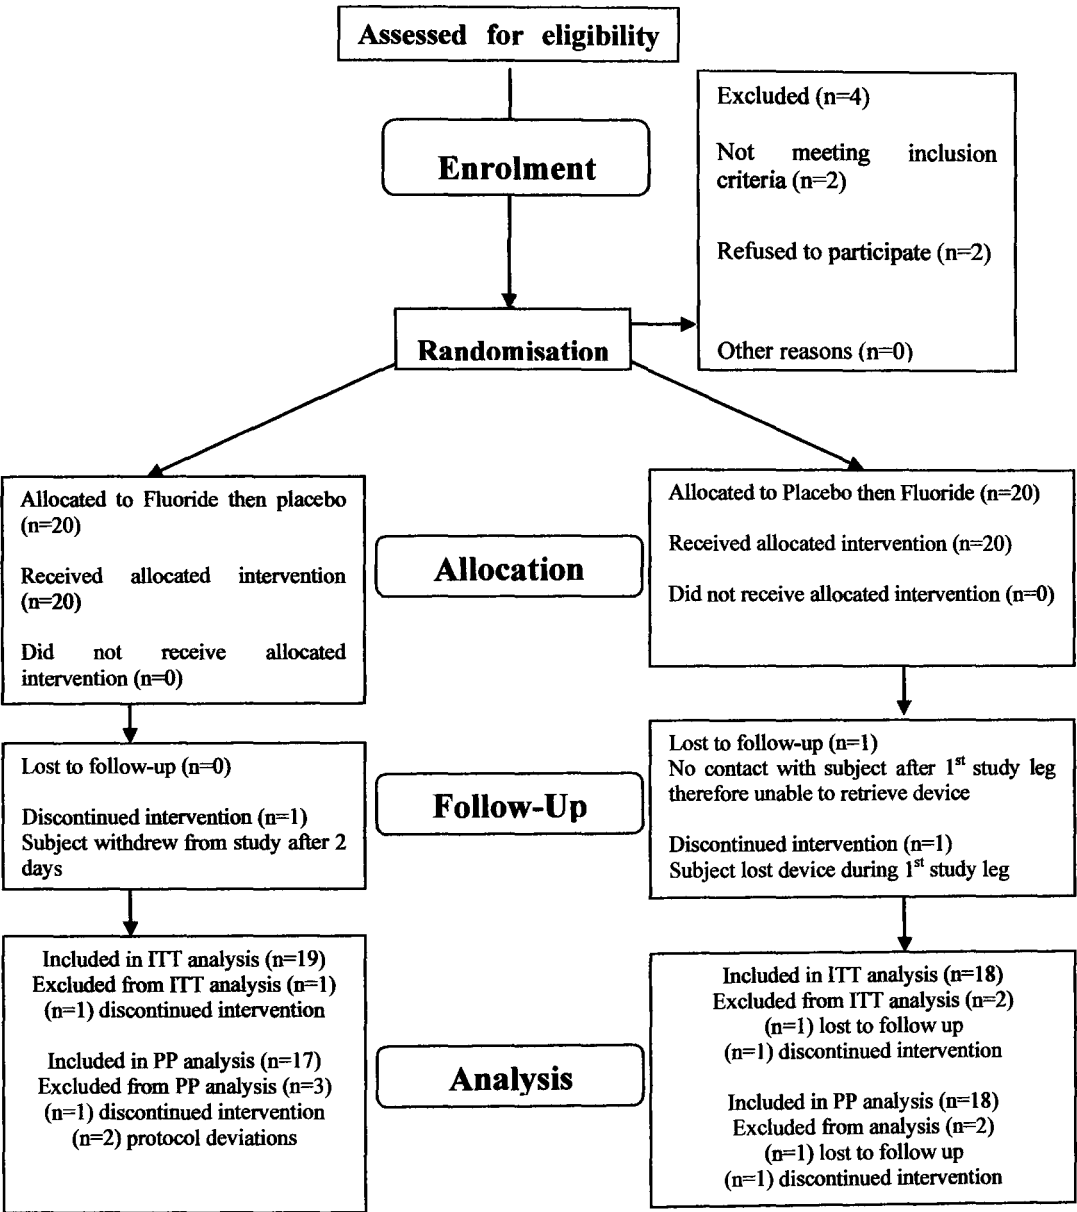 Assessed for eligibility
Enrolment
Excluded (n=4)
Not meeting inclusion
criteria (n=2)
Refused to participate (n=2)
Other reasons (n=0)
Randomisation
Allocated to Fluoride then placebo
(n=20)
Received allocated intervention
(n=20)
Did not receive allocated
intervention (n=0)
Allocation
Allocated to Placebo then Fluoride (n=20)
Received allocated intervention (n=20)
Did not receive allocated intervention (n=0)
Lost to follow-up (n=0)
Discontinued intervention (n=1)
Subject withdrew from study after 2
days
Follow-Up
Lost to follow-up (n=1)
No contact with subject after 1st study leg
therefore unable to retrieve device
Discontinued intervention (n=1)
Subject lost device during 1st study leg
Included in ITT analysis (n=19)
Excluded from ITT analysis (n=1)
(n=1) discontinued intervention
Included in PP analysis (n=17)
Excluded from PP analysis (n=3)
(n=1) discontinued intervention
(n=2) protocol deviations
Analysis
Included in ITT analysis (n=18)
Excluded from ITT analysis (n=2)
(n=1) lost to follow up
(n=1) discontinued intervention
Included in PP analysis (n=18)
Excluded from analysis (n=2)
(n=1) lost to follow up
(n=1) discontinued intervention